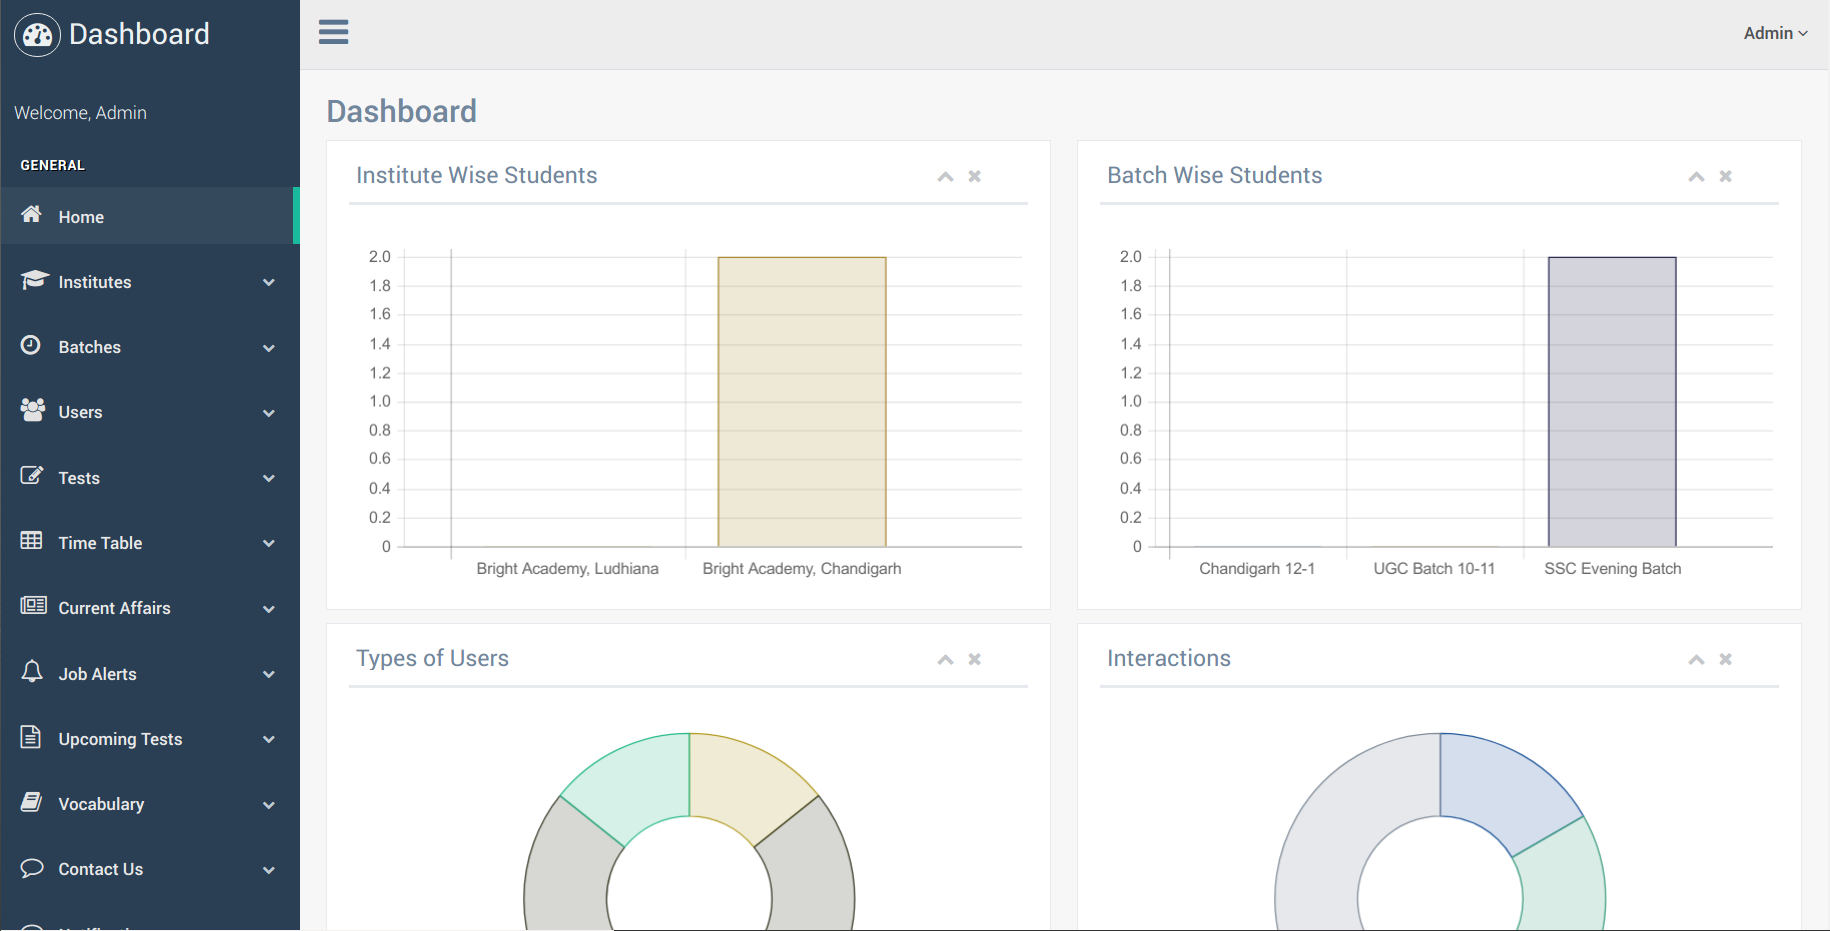 Dashboard
Admin
Welcome, Admin
GENERAL
Home
Institutes
Batches
Users
Tests
Time Table
Current Affairs
Job Alerts
Upcoming Tests
Vocabulary
Contact Us
Dashboard
Institute Wise Students
2.0
1.8
1.6
1.4
1.2
1.0
0.8
0.6
0.4
0.2
0
Bright Academy, Ludhiana Bright Academy, Chandigarh
Batch Wise Students
2.0
1.8
1.6
1.4
1.2
1.0
0.8
0.6
0.4
0.2
0
Chandigarh 12-1 UGC Batch 10-11 SSC Evening Batch
Types of Users
Interactions